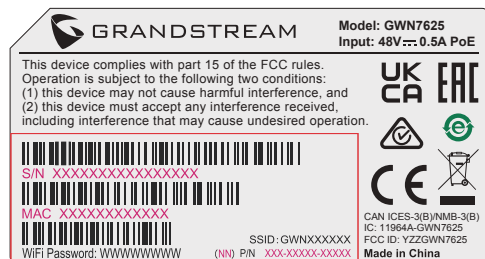 GRANDSTREAM
Model: GWN7625
Input: 48V⎓0.5A PoE
This device complies with part 15 of the FCC rules.
Operation is subject to the following two conditions:
(1) this device may not cause harmful interference, and
(2) this device must accept any interference received,
including interference that may cause undesired operation.
UK
CA
EAC
e
CE
S/N XXXXXXXXXXXXXXXX
MAC XXXXXXXXXXXX
SSID: GWNXXXXXX
WiFi Password: WWWWWWWWW
(NN) P/N XXX-XXXXX-XXXXX
CAN ICES-3(B)/NMB-3(B)
IC: 11964A-GWN7625
FCC ID: YZZGWN7625
Made in China